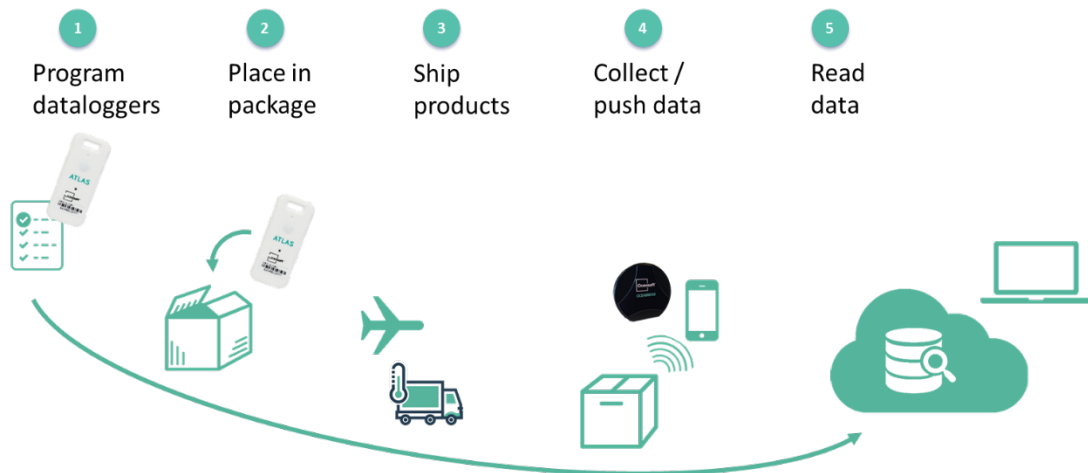 1
2
3
4
5
Program
dataloggers
Place in
package
Ship
products
Collect /
push data
Read
data
ATLAS
ATLAS